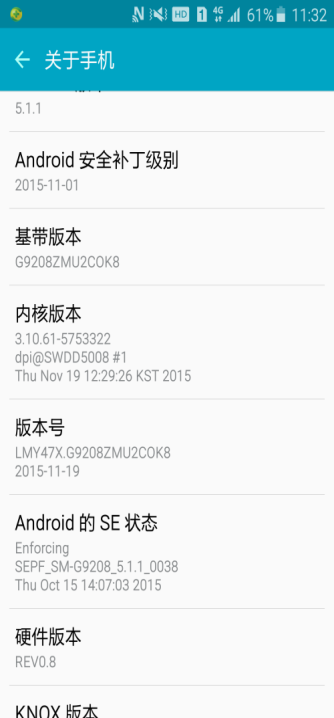 HD 1 4G 61% 11:32
关于手机
5.1.1
Android 安全补丁级别
2015-11-01
基带版本
G9208ZMU2COK8
内核版本
3.10.61-5753322
dpi@SWDD5008 #1
Thu Nov 19 12:29:26 KST 2015
版本号
LMY47X.G9208ZMU2COK8
2015-11-19
Android 的 SE 状态
Enforcing
SEPF_SM-G9208_5.1.1_0038
Thu Oct 15 14:07:03 2015
硬件版本
REV0.8
KNOX 版本